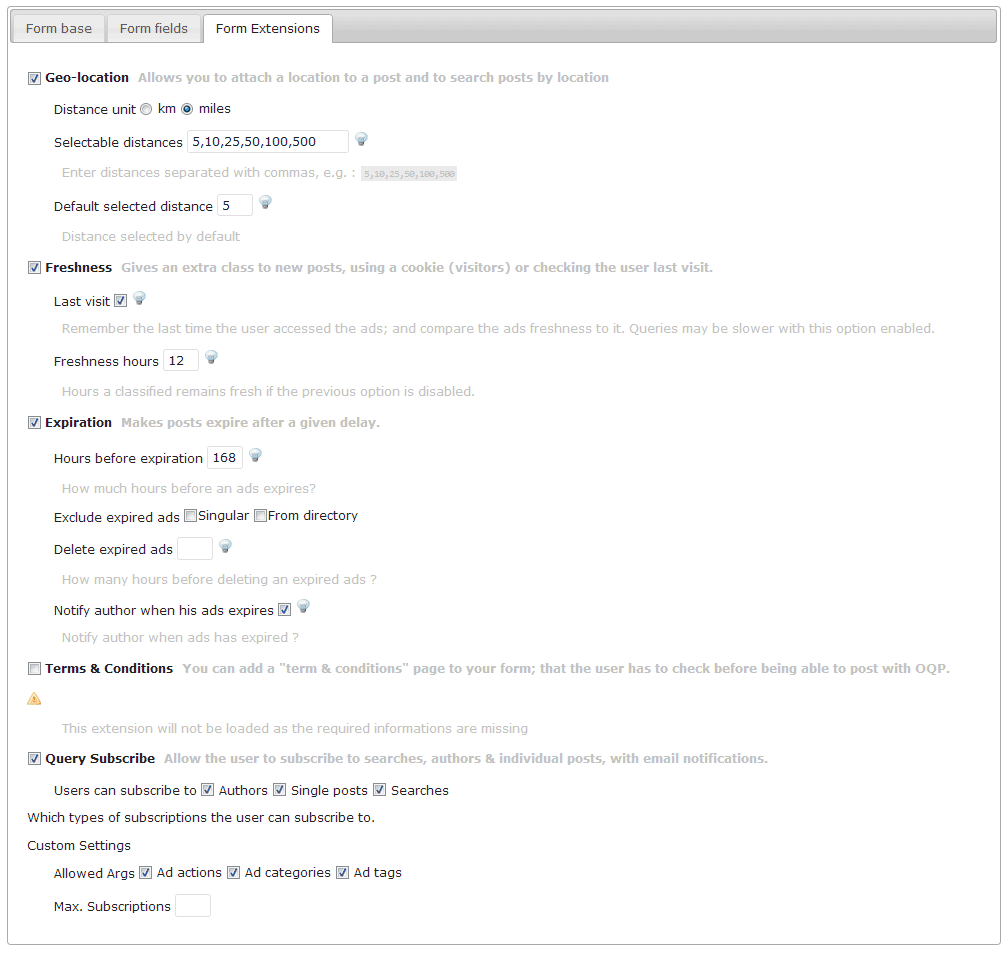 Form base Form fields Form Extensions
Geo-location Allows you to attach a location to a post and to search posts by location
Distance unit km miles
Selectable distances 5,10,25,50,100,500
Enter distances separated with commas, e.g. : 5,10,25,50,100,500
Default selected distance 5
Distance selected by default
Freshness Gives an extra class to new posts, using a cookie (visitors) or checking the user last visit.
Last visit
Remember the last time the user accessed the ads; and compare the ads freshness to it. Queries may be slower with this option enabled.
Freshness hours 12
Hours a classified remains fresh if the previous option is disabled.
Expiration Makes posts expire after a given delay.
Hours before expiration 168
How much hours before an ads expires?
Exclude expired ads Singular From directory
Delete expired ads
How many hours before deleting an expired ads ?
Notify author when his ads expires
Notify author when ads has expired ?
Terms & Conditions You can add a "term & conditions" page to your form; that the user has to check before being able to post with OQP.
This extension will not be loaded as the required informations are missing
Query Subscribe Allow the user to subscribe to searches, authors & individual posts, with email notifications.
Users can subscribe to Authors Single posts Searches
Which types of subscriptions the user can subscribe to.
Custom Settings
Allowed Args Ad actions Ad categories Ad tags
Max. Subscriptions